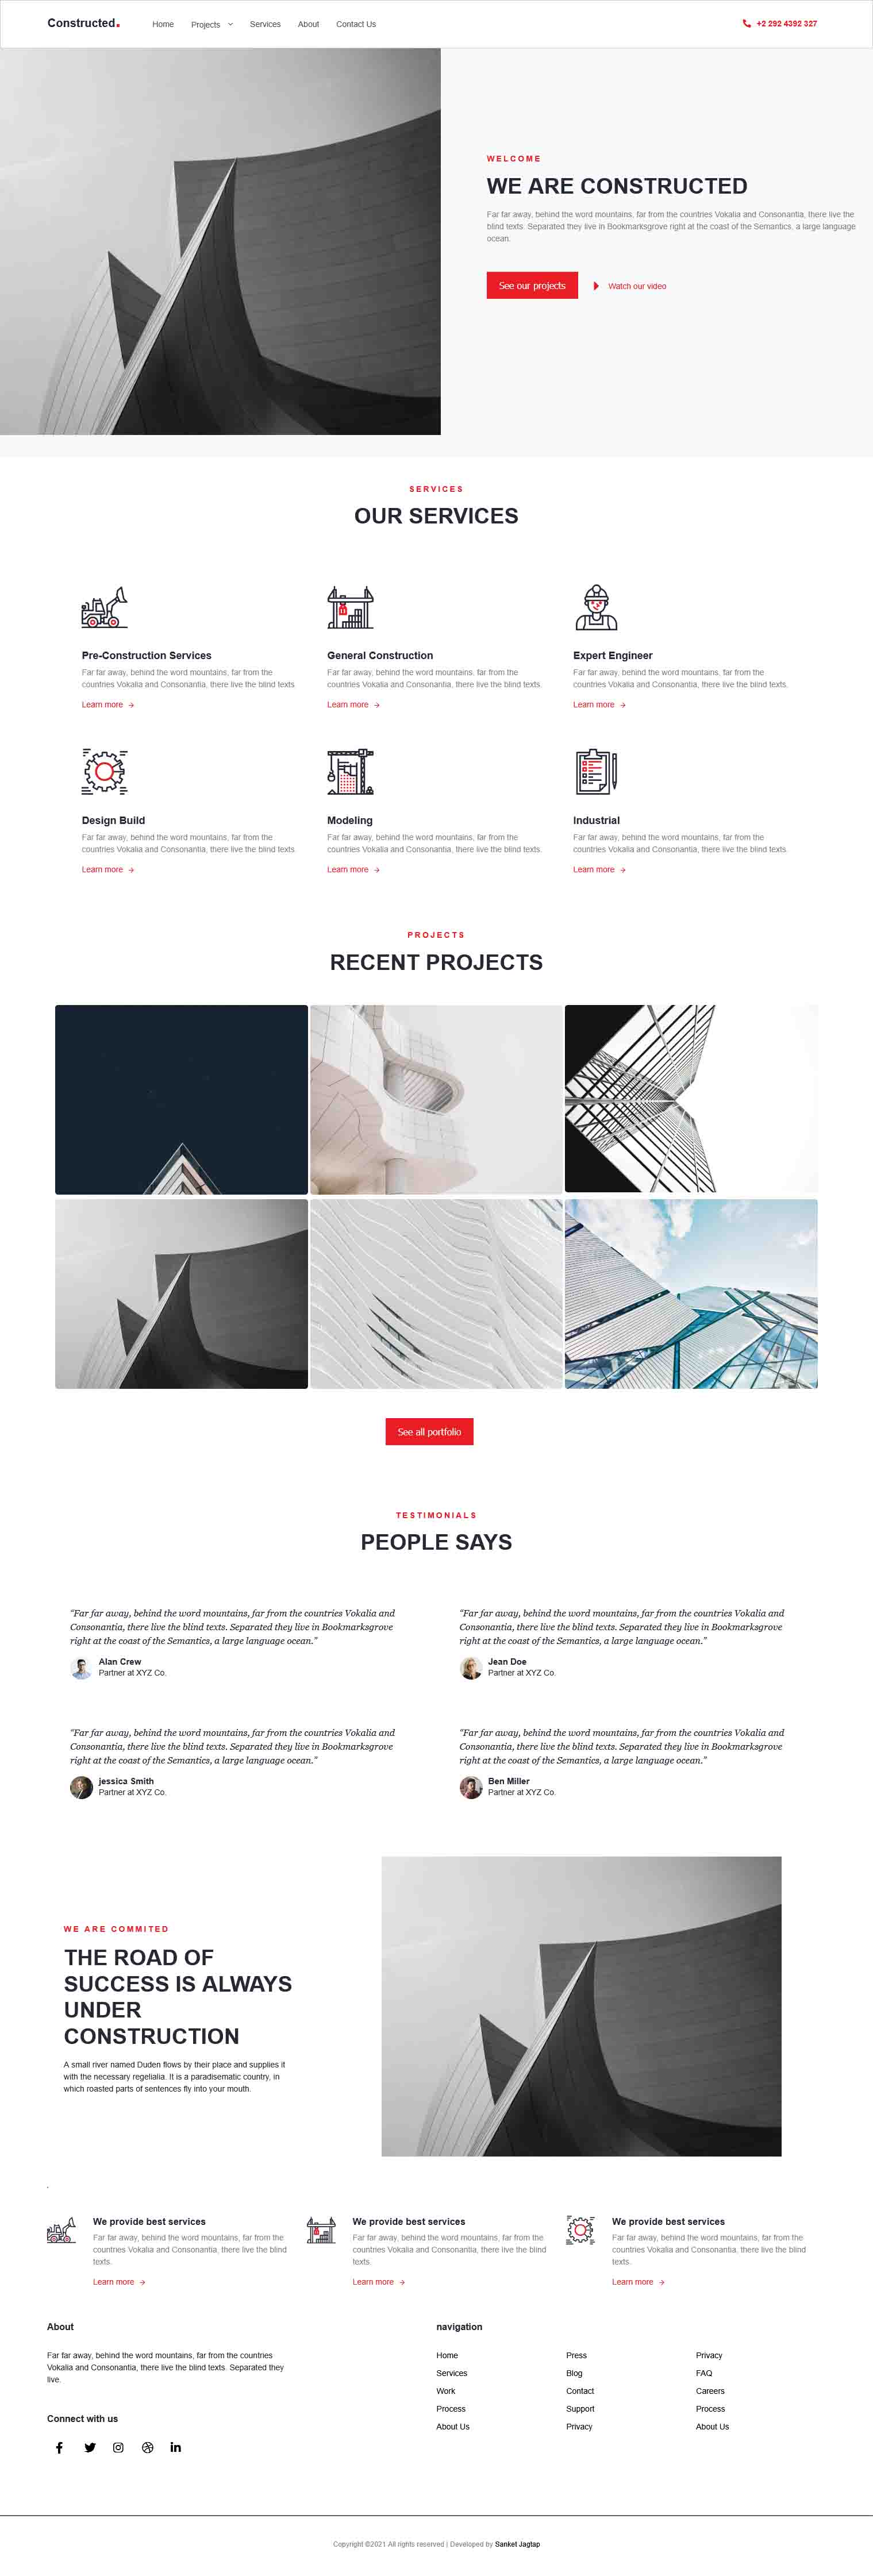 Constructed.
Home Projects Services About Contact Us
+2 292 4392 327
WELCOME
WE ARE CONSTRUCTED
Far far away, behind the word mountains, far from the countries Vokalia and Consonantia, there live the
blind texts. Separated they live in Bookmarksgrove right at the coast of the Semantics, a large language
ocean.
See our projects
Watch our video
SERVICES
OUR SERVICES
Pre-Construction Services
Far far away, behind the word mountains, far from the
countries Vokalia and Consonantia, there live the blind texts
Learn more
General Construction
Far far away, behind the word mountains, far from the
countries Vokalia and Consonantia, there live the blind texts.
Learn more
Expert Engineer
Far far away, behind the word mountains, far from the
countries Vokalia and Consonantia, there live the blind texts.
Learn more
Design Build
Far far away, behind the word mountains, far from the
countries Vokalia and Consonantia, there live the blind texts.
Learn more
Modeling
Far far away, behind the word mountains, far from the
countries Vokalia and Consonantia, there live the blind texts.
Learn more
Industrial
Far far away, behind the word mountains, far from the
countries Vokalia and Consonantia, there live the blind texts.
Learn more
PROJECTS
RECENT PROJECTS
See all portfolio
TESTIMONIALS
PEOPLE SAYS
“Far far away, behind the word mountains, far from the countries Vokalia and
Consonantia, there live the blind texts. Separated they live in Bookmarksgrove
right at the coast of the Semantics, a large language ocean.”
Alan Crew
Partner at XYZ Co.
“Far far away, behind the word mountains, far from the countries Vokalia and
Consonantia, there live the blind texts. Separated they live in Bookmarksgrove
right at the coast of the Semantics, a large language ocean.”
Jean Doe
Partner at XYZ Co.
“Far far away, behind the word mountains, far from the countries Vokalia and
Consonantia, there live the blind texts. Separated they live in Bookmarksgrove
right at the coast of the Semantics, a large language ocean.”
jessica Smith
Partner at XYZ Co.
“Far far away, behind the word mountains, far from the countries Vokalia and
Consonantia, there live the blind texts. Separated they live in Bookmarksgrove
right at the coast of the Semantics, a large language ocean.”
Ben Miller
Partner at XYZ Co.
WE ARE COMMITED
THE ROAD OF
SUCCESS IS ALWAYS
UNDER
CONSTRUCTION
A small river named Duden flows by their place and supplies it
with the necessary regelialia. It is a paradisematic country, in
which roasted parts of sentences fly into your mouth.
.
We provide best services
Far far away, behind the word mountains, far from the
countries Vokalia and Consonantia, there live the blind
texts.
Learn more
We provide best services
Far far away, behind the word mountains, far from the
countries Vokalia and Consonantia, there live the blind
texts.
Learn more
We provide best services
Far far away, behind the word mountains, far from the
countries Vokalia and Consonantia, there live the blind
texts.
Learn more
About
Far far away, behind the word mountains, far from the countries
Vokalia and Consonantia, there live the blind texts. Separated they
live.
Connect with us
navigation
Home
Services
Work
Process
About Us
Press
Blog
Contact
Support
Privacy
Privacy
FAQ
Careers
Process
About Us
Copyright ©2021 All rights reserved | Developed by Sanket Jagtap